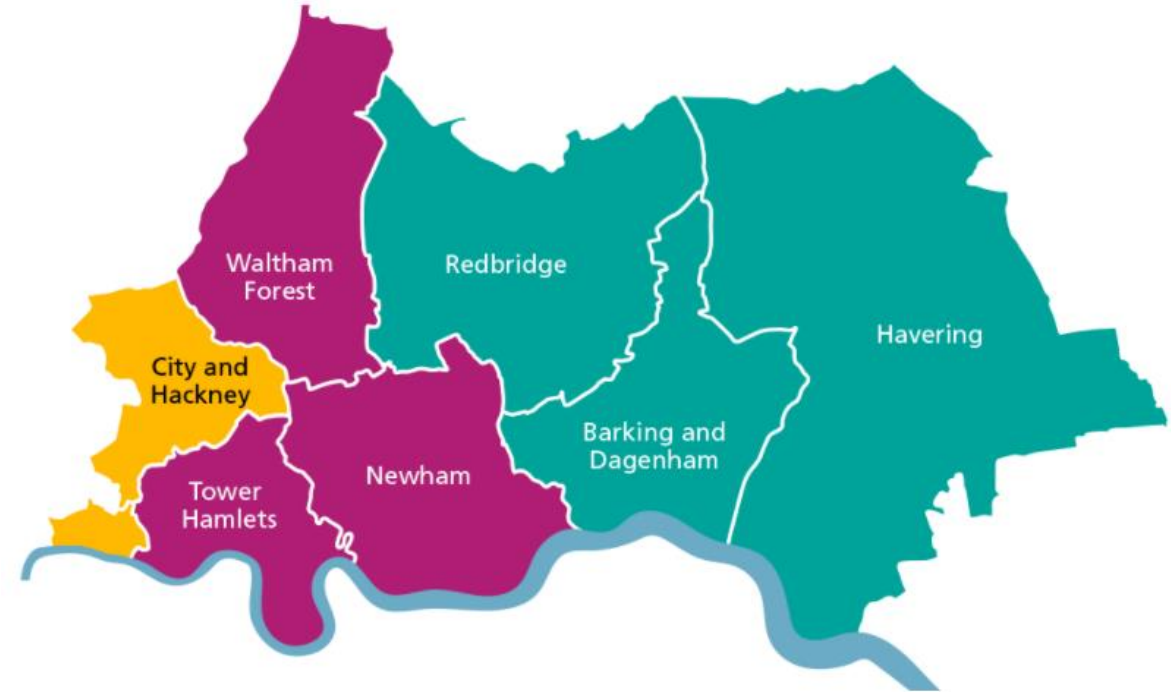 Waltham
Forest
Redbridge
Havering
City and
Hackney
Barking and
Dagenham
Newham
Tower
Hamlets